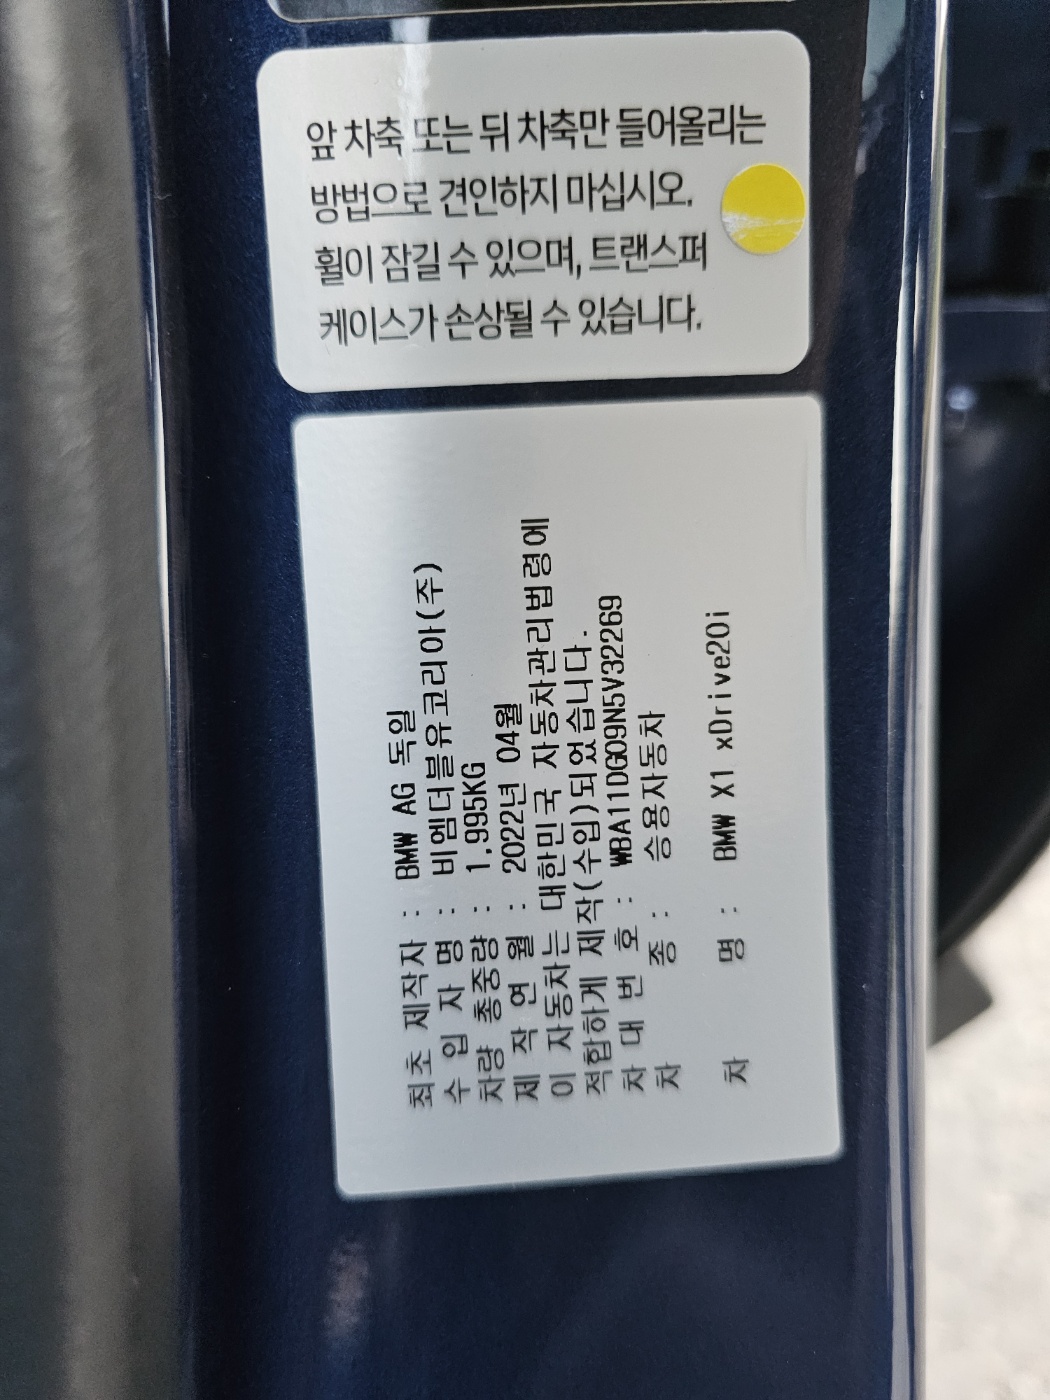 앞 차축 또는 뒤 차축만 들어올리는
방법으로 견인하지 마십시오.
휠이 잠길 수 있으며, 트랜스퍼
케이스가 손상될 수 있습니다.
최초 제작자 : BMW AG 독일
수 입 자 명 : 비엠더블유코리아(주)
차량 총중량 : 1,995KG
제 작 연 월 : 2022년 04월
이 자동차는 대한민국 자동차관리법령에
적합하게 제작(수입)되었습니다.
차 대 번 호 : WBA11DG09N5V32269
차 종 : 승용자동차
차 명 : BMW X1 xDrive20i